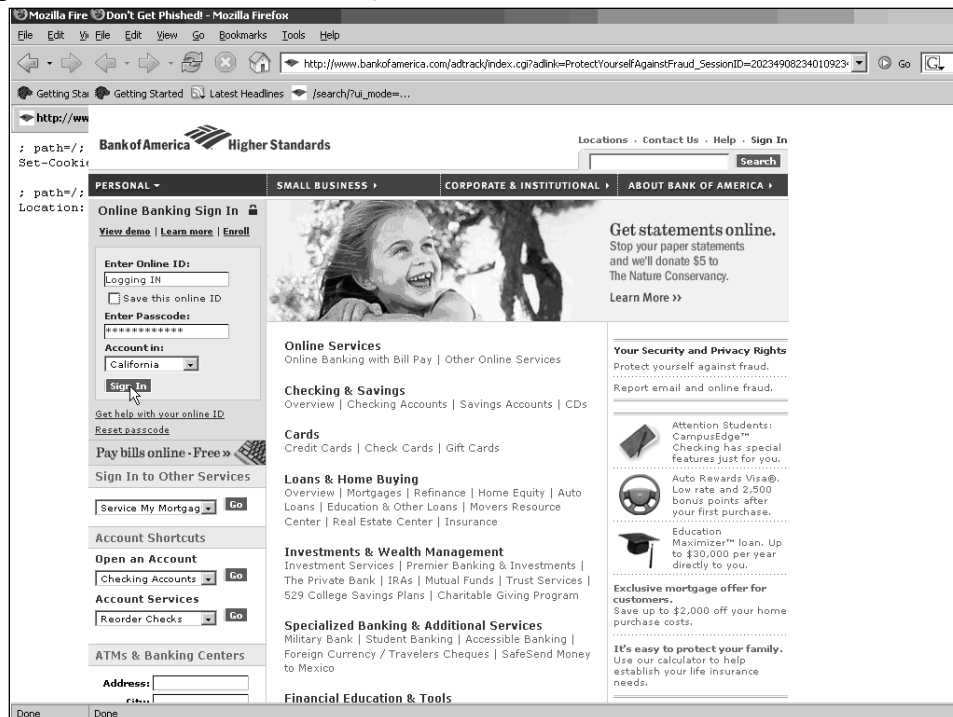 Mozilla Fire Don't Get Phished! - Mozilla Firefox
File Edit Vi File Edit View Go Bookmarks Tools Help
http://www.bankofamerica.com/adtrack/index.cgi?adlink=ProtectYourselfAgainstFraud_SessionID=20234908234010923 Go G
Getting Star Getting Started Latest Headlines /search/?ui_mode=...
http://ww
; path=/;
Set-Cookie
; path=/;
Location:
Bank of America Higher Standards
Locations · Contact Us · Help · Sign In
Search
PERSONAL SMALL BUSINESS CORPORATE & INSTITUTIONAL ABOUT BANK OF AMERICA
Online Banking Sign In
View demo | Learn more | Enroll
Enter Online ID:
Logging IN
Save this online ID
Enter Passcode:
************
Account in:
California
Sign In
Get help with your online ID
Reset passcode
Pay bills online - Free »
Sign In to Other Services
Service My Mortgag Go
Account Shortcuts
Open an Account
Checking Accounts Go
Account Services
Reorder Checks Go
ATMs & Banking Centers
Address:
City:
Get statements online.
Stop your paper statements
and we'll donate $5 to
The Nature Conservancy.
Learn More ››
Online Services
Online Banking with Bill Pay | Other Online Services
Checking & Savings
Overview | Checking Accounts | Savings Accounts | CDs
Cards
Credit Cards | Check Cards | Gift Cards
Loans & Home Buying
Overview | Mortgages | Refinance | Home Equity | Auto
Loans | Education & Other Loans | Movers Resource
Center | Real Estate Center | Insurance
Investments & Wealth Management
Investment Services | Premier Banking & Investments |
The Private Bank | IRAs | Mutual Funds | Trust Services |
529 College Savings Plans | Charitable Giving Program
Specialized Banking & Additional Services
Military Bank | Student Banking | Accessible Banking |
Foreign Currency / Travelers Cheques | SafeSend Money
to Mexico
Financial Education & Tools
Your Security and Privacy Rights
Protect yourself against fraud.
Report email and online fraud.
Attention Students:
CampusEdge™
Checking has special
features just for you.
Auto Rewards Visa®.
Low rate and 2,500
bonus points after
your first purchase.
Education
Maximizer™ loan. Up
to $30,000 per year
directly to you.
Exclusive mortgage offer for
customers.
Save up to $2,000 off your home
purchase costs.
It's easy to protect your family.
Use our calculator to help
establish your life insurance
needs.
Done Done